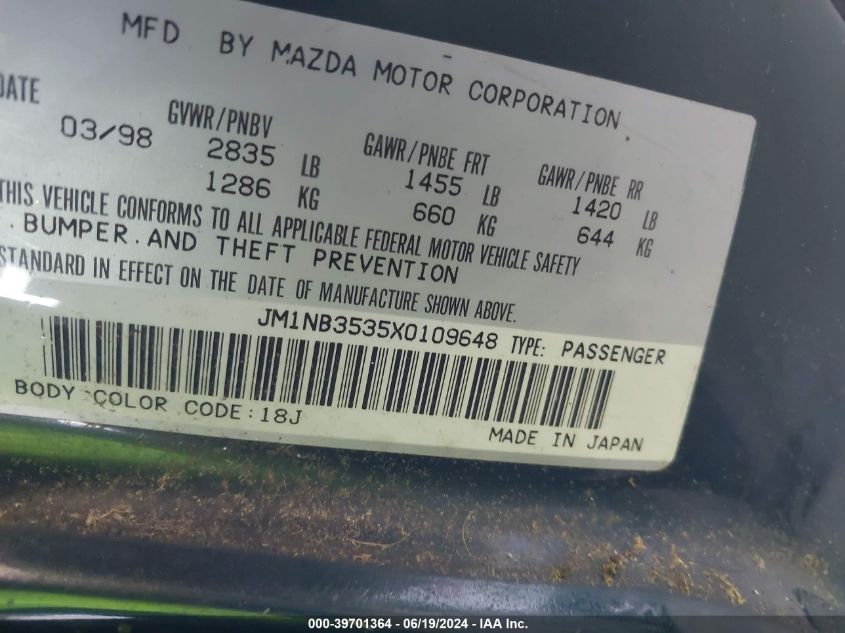 MFD BY MAZDA MOTOR CORPORATION
DATE
03/98
GVWR/PNBV
2835 LB
1286 KG
GAWR/PNBE FRT
1455 LB
660 KG
GAWR/PNBE RR
1420 LB
644 KG
THIS VEHICLE CONFORMS TO ALL APPLICABLE FEDERAL MOTOR VEHICLE SAFETY
. BUMPER. AND THEFT PREVENTION
STANDARD IN EFFECT ON THE DATE OF MANUFACTURE SHOWN ABOVE.
JM1NB3535X0109648 TYPE: PASSENGER
BODY COLOR CODE:18J
MADE IN JAPAN
000-39701364 - 06/19/2024 - IAA Inc.